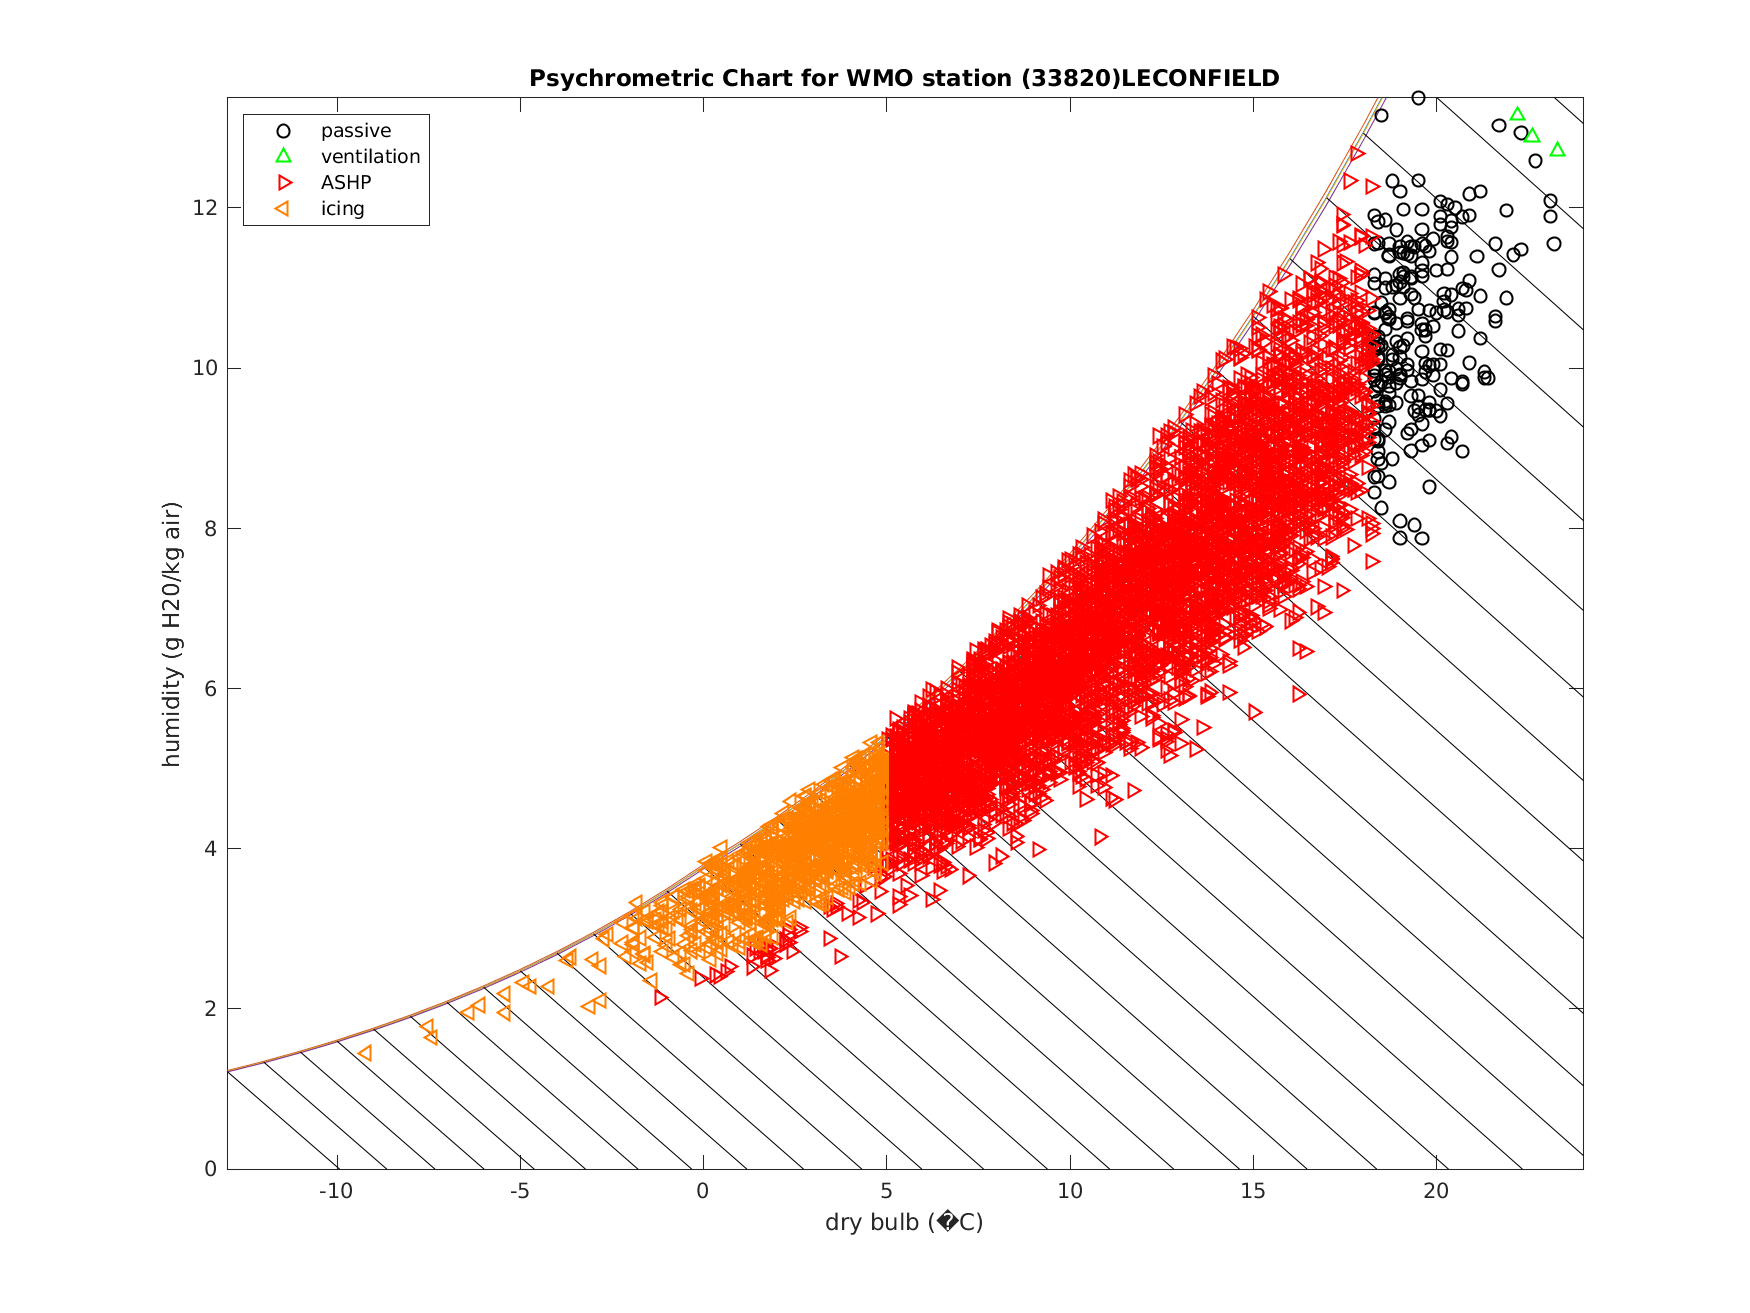 Psychrometric Chart for WMO station (33820)LECONFIELD
passive
ventilation
ASHP
icing
humidity (g H20/kg air)
12
10
8
6
4
2
0
-10 -5 0 5 10 15 20
dry bulb (�C)